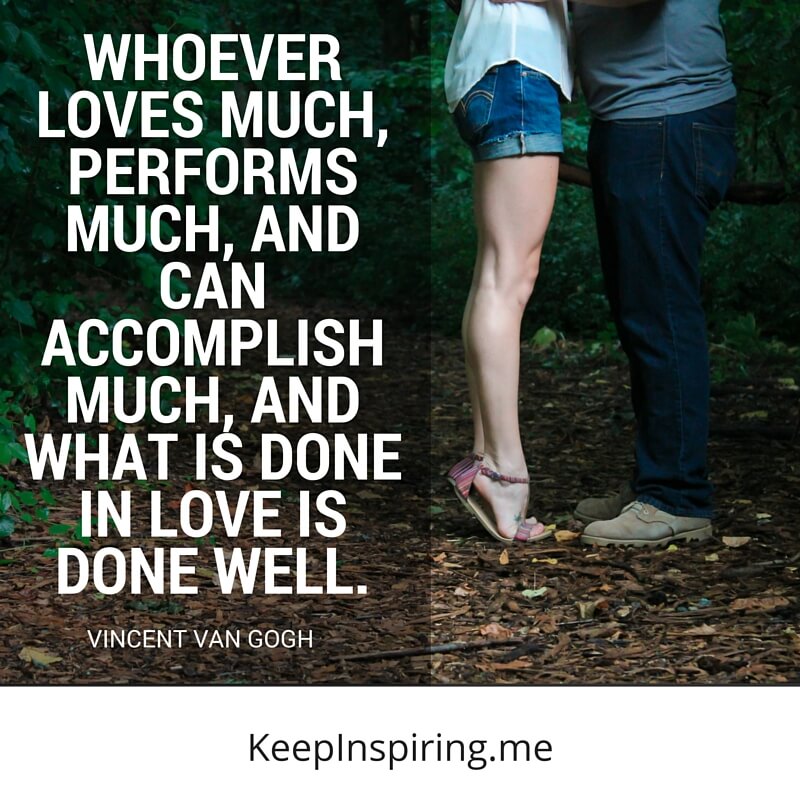 WHOEVER
LOVES MUCH,
PERFORMS
MUCH, AND
CAN
ACCOMPLISH
MUCH, AND
WHAT IS DONE
IN LOVE IS
DONE WELL.
VINCENT VAN GOGH
KeepInspiring.me